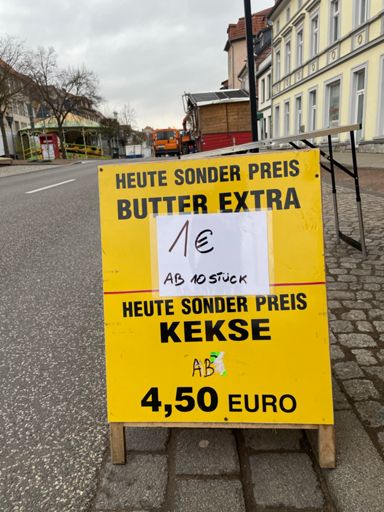 HEUTE SONDER PREIS
BUTTER EXTRA
1€
AB 10 STÜCK
HEUTE SONDER PREIS
KEKSE
AB
4,50 EURO